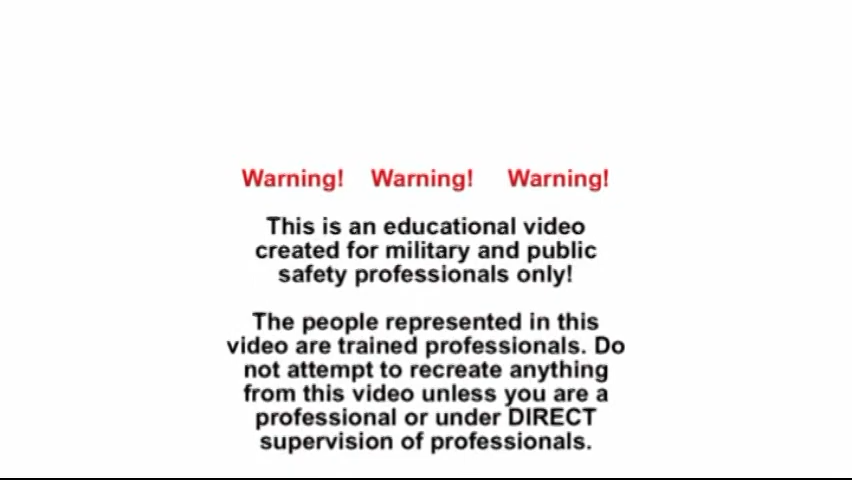 Warning! Warning! Warning!
This is an educational video
created for military and public
safety professionals only!
The people represented in this
video are trained professionals. Do
not attempt to recreate anything
from this video unless you are a
professional or under DIRECT
supervision of professionals.